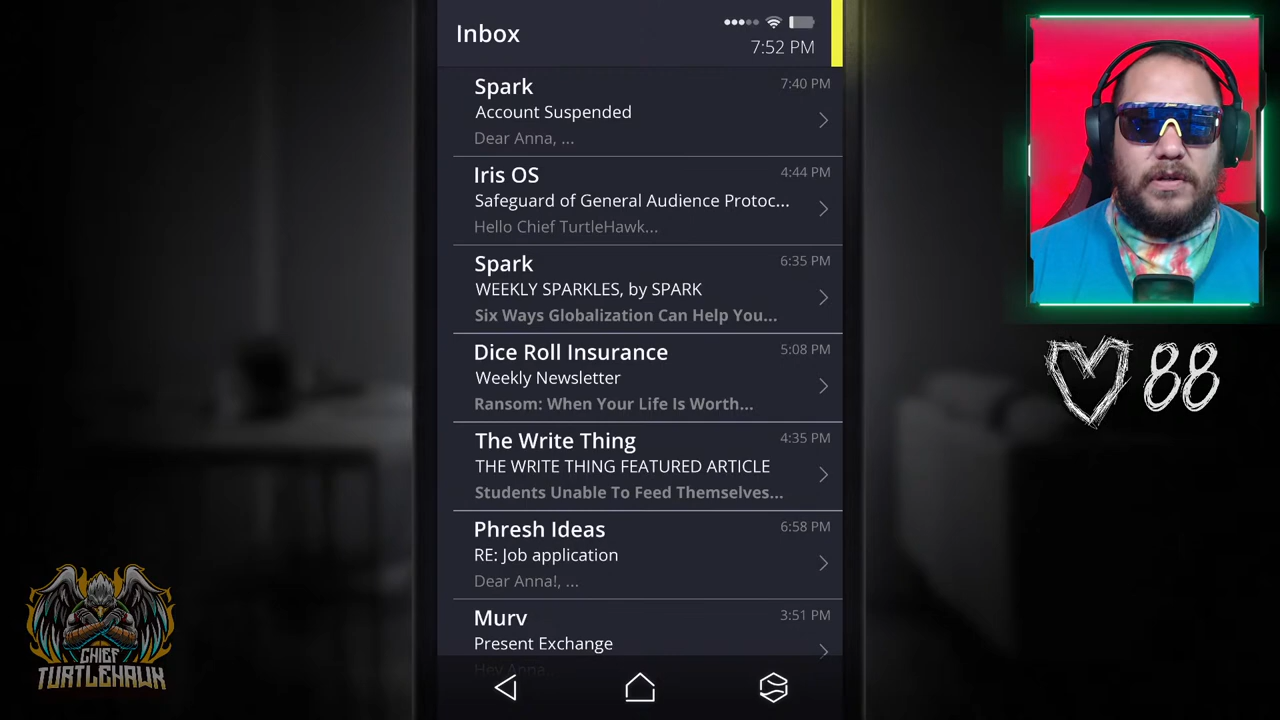 Inbox
7:52 PM
Spark
7:40 PM
Account Suspended
Dear Anna, ...
Iris OS
4:44 PM
Safeguard of General Audience Protoc...
Hello Chief TurtleHawk...
Spark
6:35 PM
WEEKLY SPARKLES, by SPARK
Six Ways Globalization Can Help You...
Dice Roll Insurance
5:08 PM
Weekly Newsletter
Ransom: When Your Life Is Worth...
The Write Thing
4:35 PM
THE WRITE THING FEATURED ARTICLE
Students Unable To Feed Themselves...
Phresh Ideas
6:58 PM
RE: Job application
Dear Anna!, ...
Murv
3:51 PM
Present Exchange
Hey Anna,
88
CHIEF
TURTLEHAWK